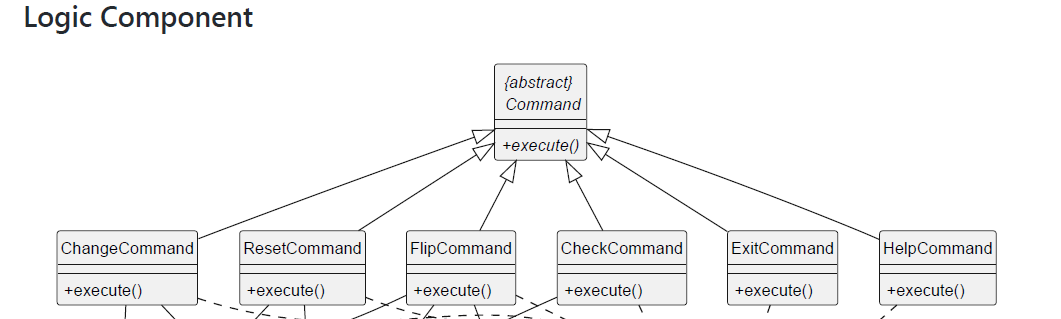 Logic Component
{abstract}
Command
+execute()
ChangeCommand
ResetCommand
FlipCommand
CheckCommand
ExitCommand
HelpCommand
+execute()
+execute()
+execute()
+execute()
+execute()
+execute()